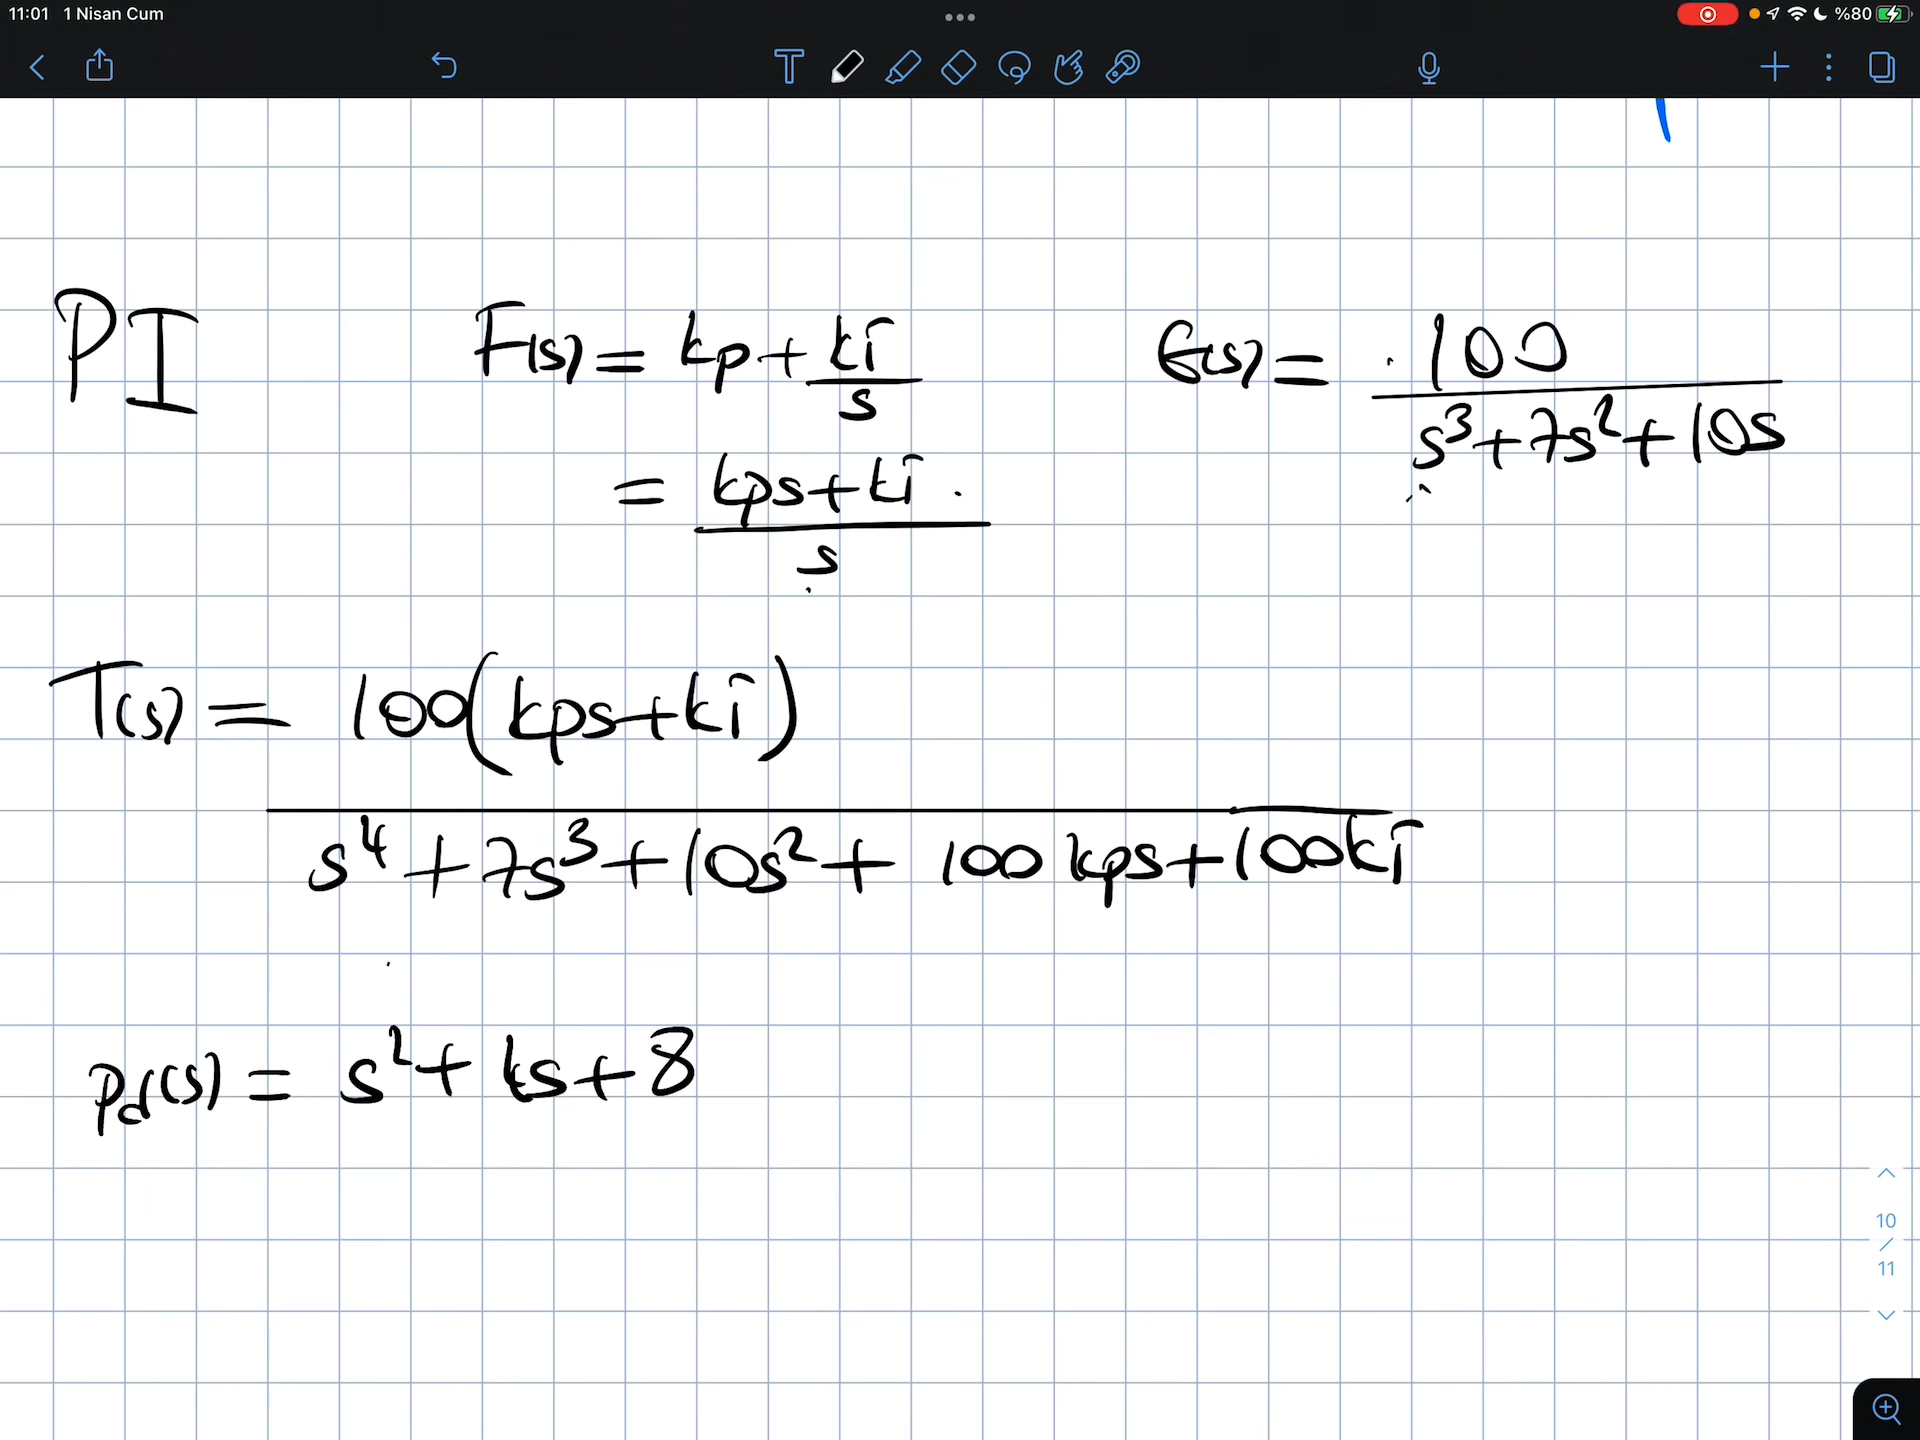 11:01 1 Nisan Cum
%80
PI
F(s) = kp + ki/s
G(s) = 100/(s³+7s²+10s)
= (kps+ki)/s
T(s) = 100(kps+ki)
s⁴+7s³+10s²+100kps+100ki
Pd(s) = s²+ks+8
10
/
11